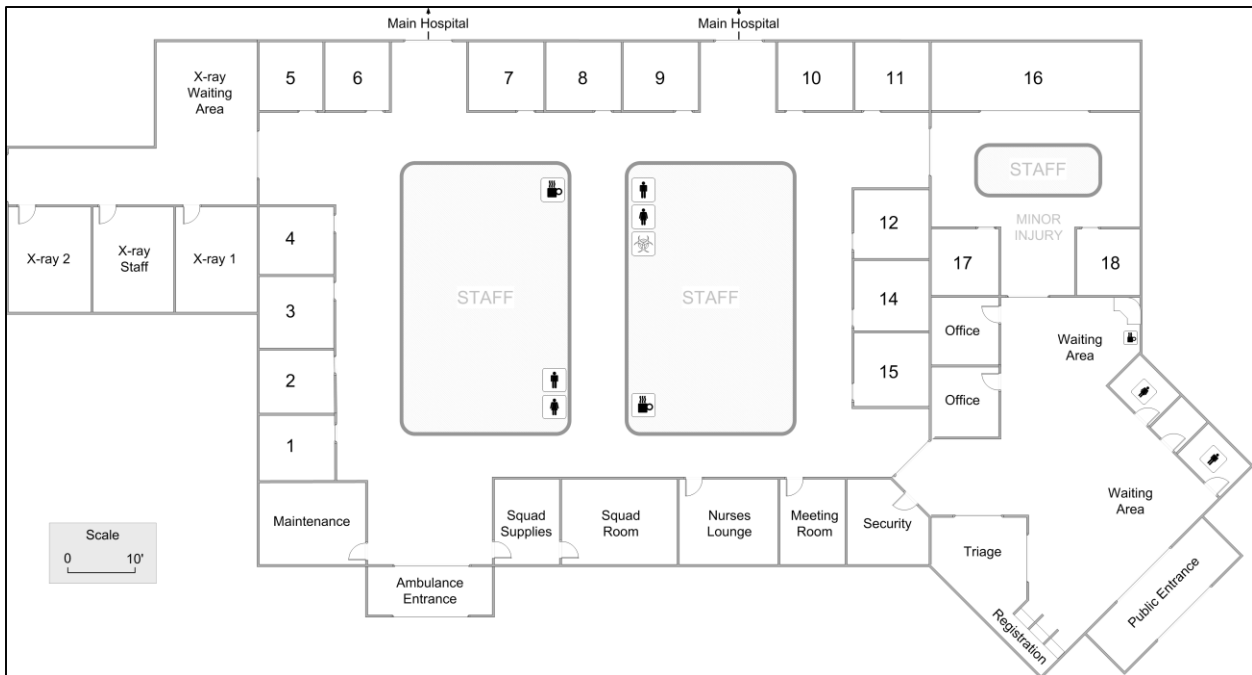 Main Hospital
Main Hospital
X-ray
Waiting
Area
5
6
7
8
9
10
11
16
STAFF
MINOR
INJURY
X-ray 2
X-ray
Staff
X-ray 1
4
3
2
1
STAFF
STAFF
12
14
15
17
18
Office
Office
Waiting
Area
Waiting
Area
Maintenance
Squad
Supplies
Squad
Room
Nurses
Lounge
Meeting
Room
Security
Triage
Registration
Public Entrance
Ambulance
Entrance
Scale
0 10'